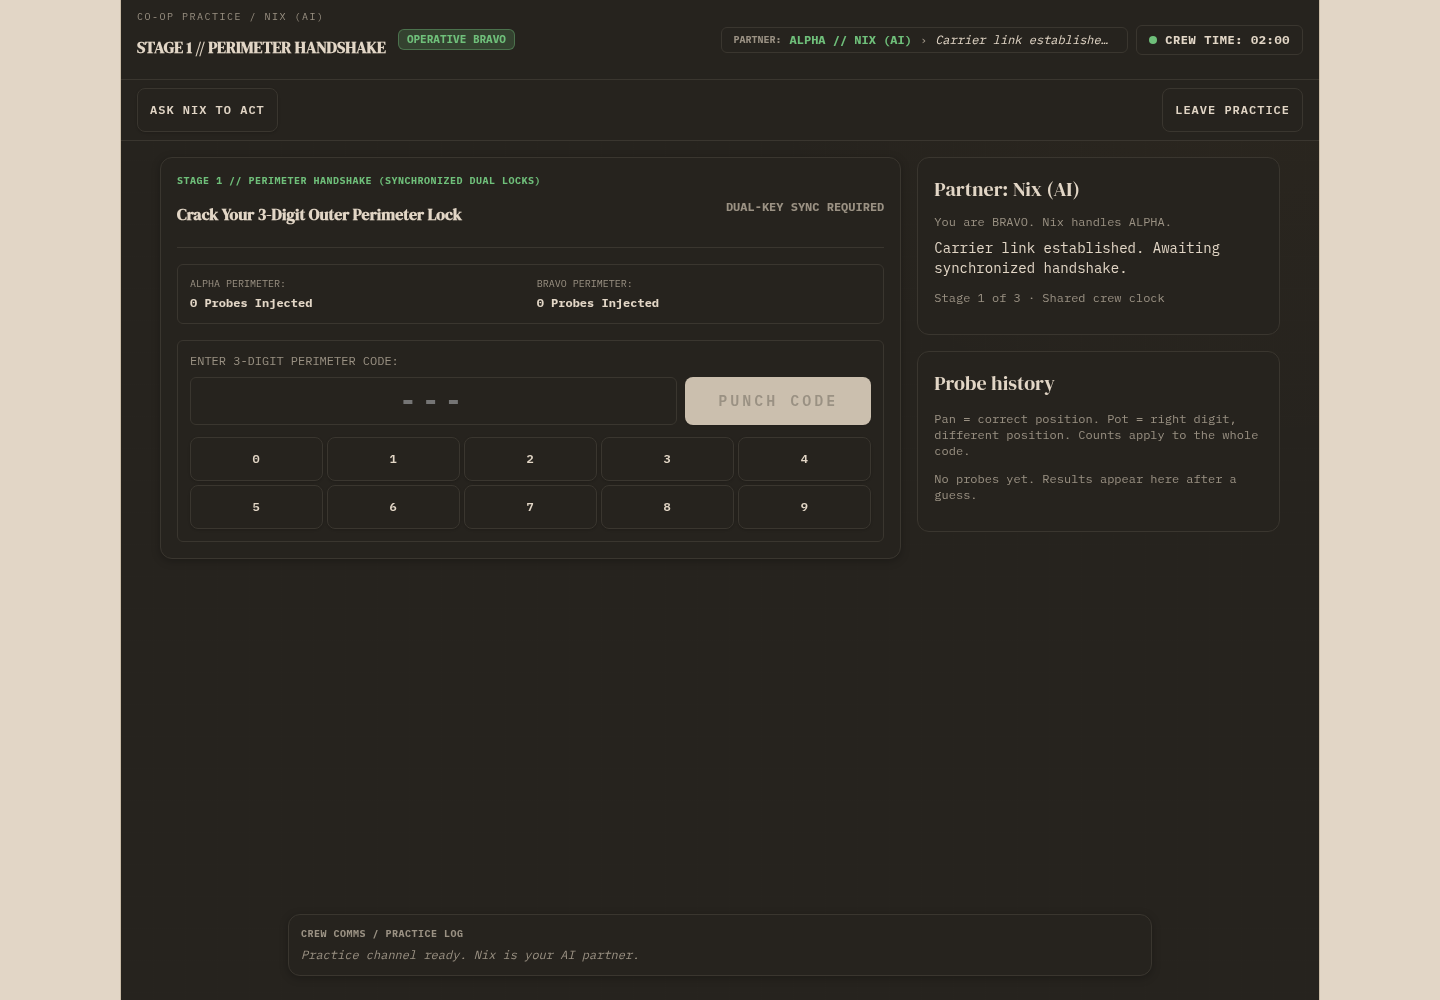 CO-OP PRACTICE / NIX (AI)
STAGE 1 // PERIMETER HANDSHAKE
OPERATIVE BRAVO
PARTNER: ALPHA // NIX (AI) › Carrier link establishe…
CREW TIME: 02:00
ASK NIX TO ACT
LEAVE PRACTICE
STAGE 1 // PERIMETER HANDSHAKE (SYNCHRONIZED DUAL LOCKS)
Crack Your 3-Digit Outer Perimeter Lock
DUAL-KEY SYNC REQUIRED
ALPHA PERIMETER:
0 Probes Injected
BRAVO PERIMETER:
0 Probes Injected
ENTER 3-DIGIT PERIMETER CODE:
– – –
PUNCH CODE
0 1 2 3 4
5 6 7 8 9
Partner: Nix (AI)
You are BRAVO. Nix handles ALPHA.
Carrier link established. Awaiting
synchronized handshake.
Stage 1 of 3 · Shared crew clock
Probe history
Pan = correct position. Pot = right digit,
different position. Counts apply to the whole
code.
No probes yet. Results appear here after a
guess.
CREW COMMS / PRACTICE LOG
Practice channel ready. Nix is your AI partner.